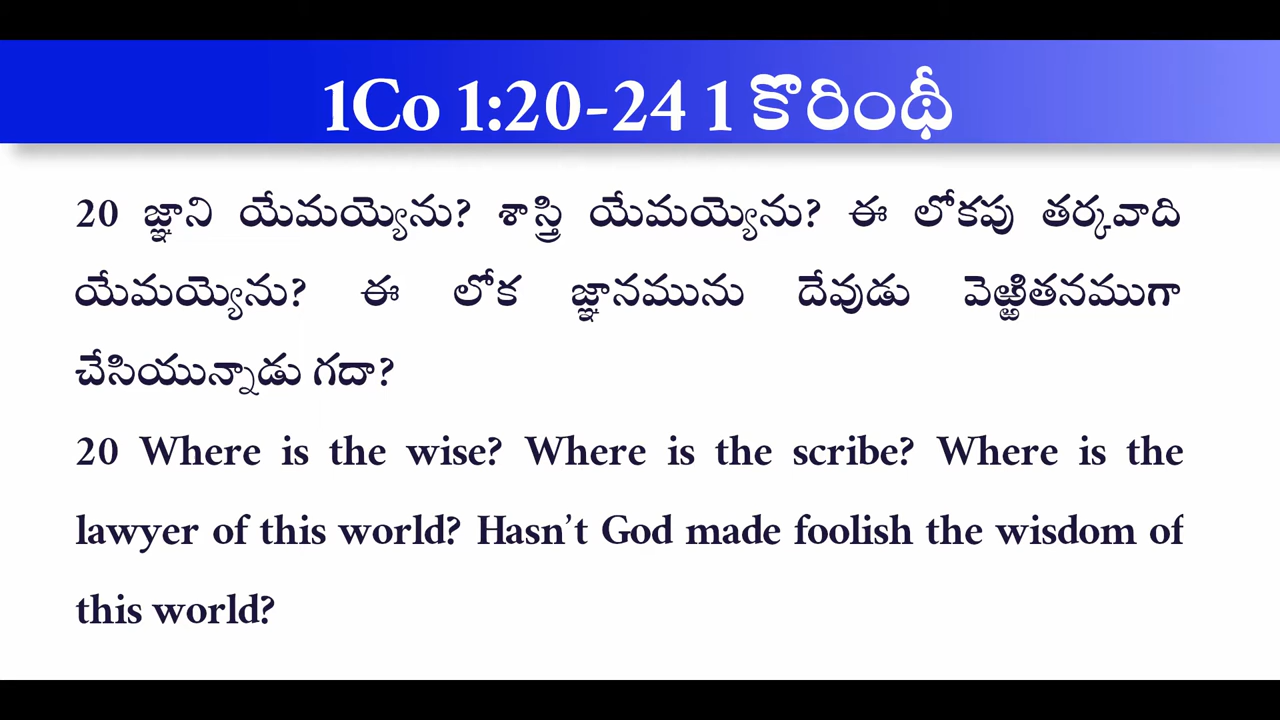 1Co 1:20-24 1 కొరింథీ
20 జ్ఞాని యేమయ్యెను? శాస్త్రి యేమయ్యెను? ఈ లోకపు తర్కవాది
యేమయ్యెను? ఈ లోక జ్ఞానమును దేవుడు వెఱ్ఱితనముగా
చేసియున్నాడు గదా?
20 Where is the wise? Where is the scribe? Where is the
lawyer of this world? Hasn’t God made foolish the wisdom of
this world?